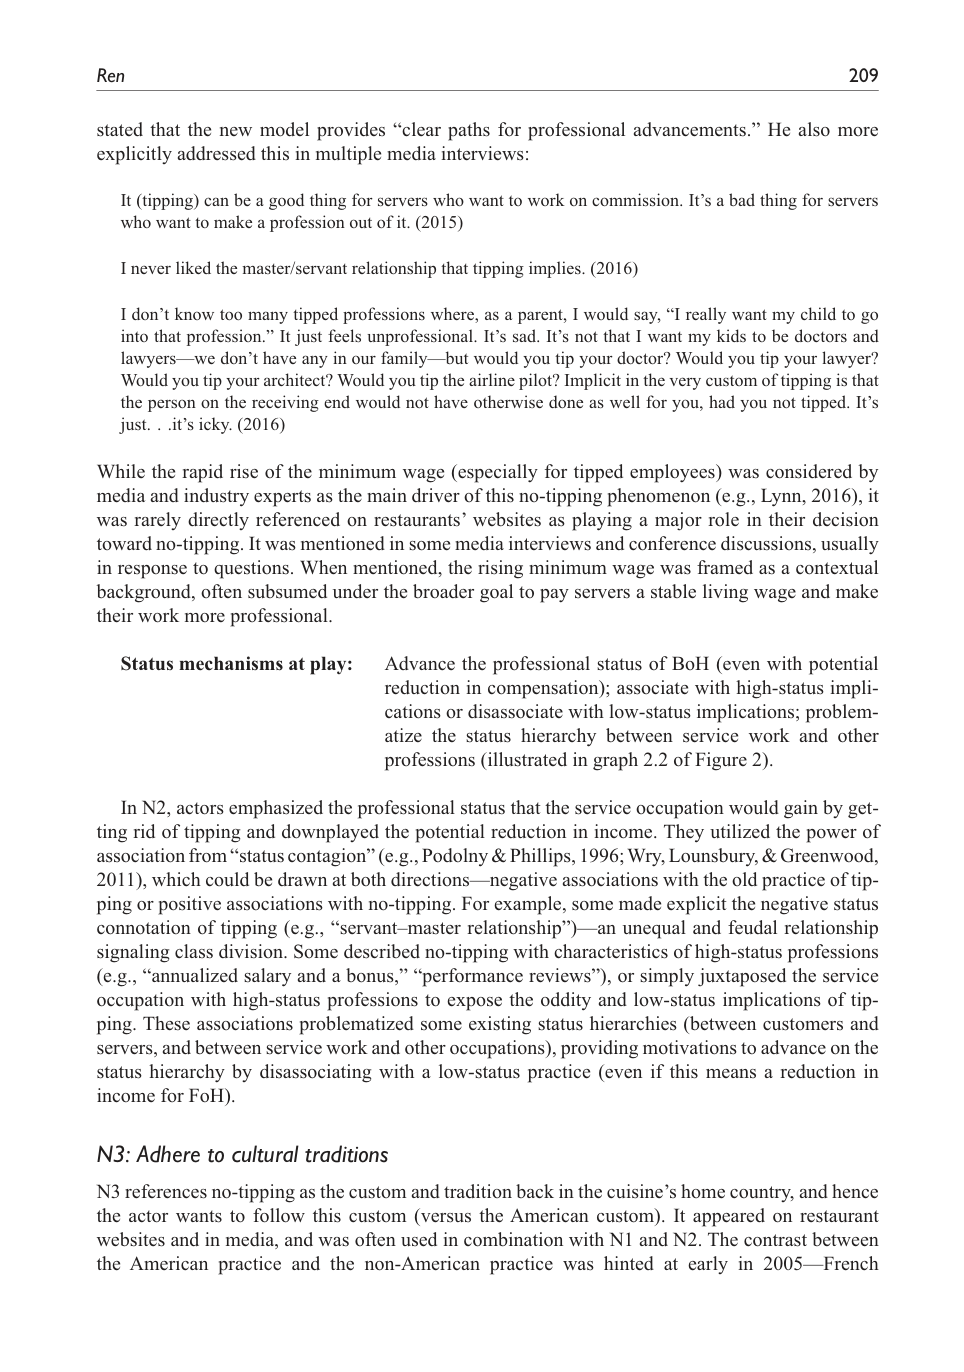 Ren 209
stated that the new model provides “clear paths for professional advancements.” He also more
explicitly addressed this in multiple media interviews:
It (tipping) can be a good thing for servers who want to work on commission. It’s a bad thing for servers
who want to make a profession out of it. (2015)
I never liked the master/servant relationship that tipping implies. (2016)
I don’t know too many tipped professions where, as a parent, I would say, “I really want my child to go
into that profession.” It just feels unprofessional. It’s sad. It’s not that I want my kids to be doctors and
lawyers—we don’t have any in our family—but would you tip your doctor? Would you tip your lawyer?
Would you tip your architect? Would you tip the airline pilot? Implicit in the very custom of tipping is that
the person on the receiving end would not have otherwise done as well for you, had you not tipped. It’s
just. . .it’s icky. (2016)
While the rapid rise of the minimum wage (especially for tipped employees) was considered by
media and industry experts as the main driver of this no-tipping phenomenon (e.g., Lynn, 2016), it
was rarely directly referenced on restaurants’ websites as playing a major role in their decision
toward no-tipping. It was mentioned in some media interviews and conference discussions, usually
in response to questions. When mentioned, the rising minimum wage was framed as a contextual
background, often subsumed under the broader goal to pay servers a stable living wage and make
their work more professional.
Status mechanisms at play: Advance the professional status of BoH (even with potential
reduction in compensation); associate with high-status impli-
cations or disassociate with low-status implications; problem-
atize the status hierarchy between service work and other
professions (illustrated in graph 2.2 of Figure 2).
In N2, actors emphasized the professional status that the service occupation would gain by get-
ting rid of tipping and downplayed the potential reduction in income. They utilized the power of
association from “status contagion” (e.g., Podolny & Phillips, 1996; Wry, Lounsbury, & Greenwood,
2011), which could be drawn at both directions—negative associations with the old practice of tip-
ping or positive associations with no-tipping. For example, some made explicit the negative status
connotation of tipping (e.g., “servant–master relationship”)—an unequal and feudal relationship
signaling class division. Some described no-tipping with characteristics of high-status professions
(e.g., “annualized salary and a bonus,” “performance reviews”), or simply juxtaposed the service
occupation with high-status professions to expose the oddity and low-status implications of tip-
ping. These associations problematized some existing status hierarchies (between customers and
servers, and between service work and other occupations), providing motivations to advance on the
status hierarchy by disassociating with a low-status practice (even if this means a reduction in
income for FoH).
N3: Adhere to cultural traditions
N3 references no-tipping as the custom and tradition back in the cuisine’s home country, and hence
the actor wants to follow this custom (versus the American custom). It appeared on restaurant
websites and in media, and was often used in combination with N1 and N2. The contrast between
the American practice and the non-American practice was hinted at early in 2005—French